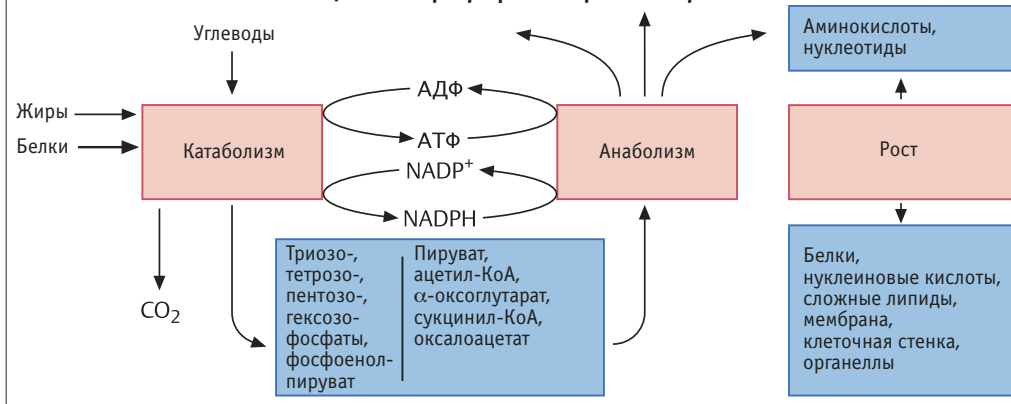 Углеводы
Жиры
Белки
Катаболизм
АДФ
АТФ
NADP+
NADPH
Анаболизм
CO2
Триозо-,
тетрозо-,
пентозо-,
гексозо-
фосфаты,
фосфоенол-
пируват
Пируват,
ацетил-КоА,
α-оксоглутарат,
сукцинил-КоА,
оксалоацетат
Аминокислоты,
нуклеотиды
Рост
Белки,
нуклеиновые кислоты,
сложные липиды,
мембрана,
клеточная стенка,
органеллы